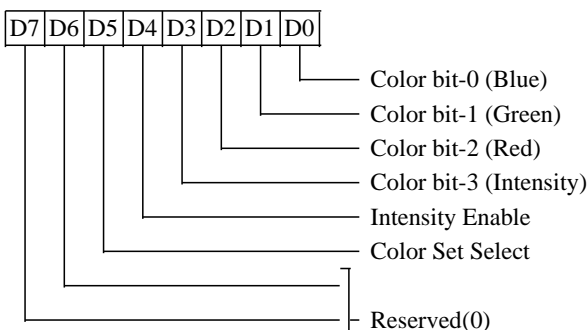 D7 D6 D5 D4 D3 D2 D1 D0
Color bit-0 (Blue)
Color bit-1 (Green)
Color bit-2 (Red)
Color bit-3 (Intensity)
Intensity Enable
Color Set Select
Reserved(0)